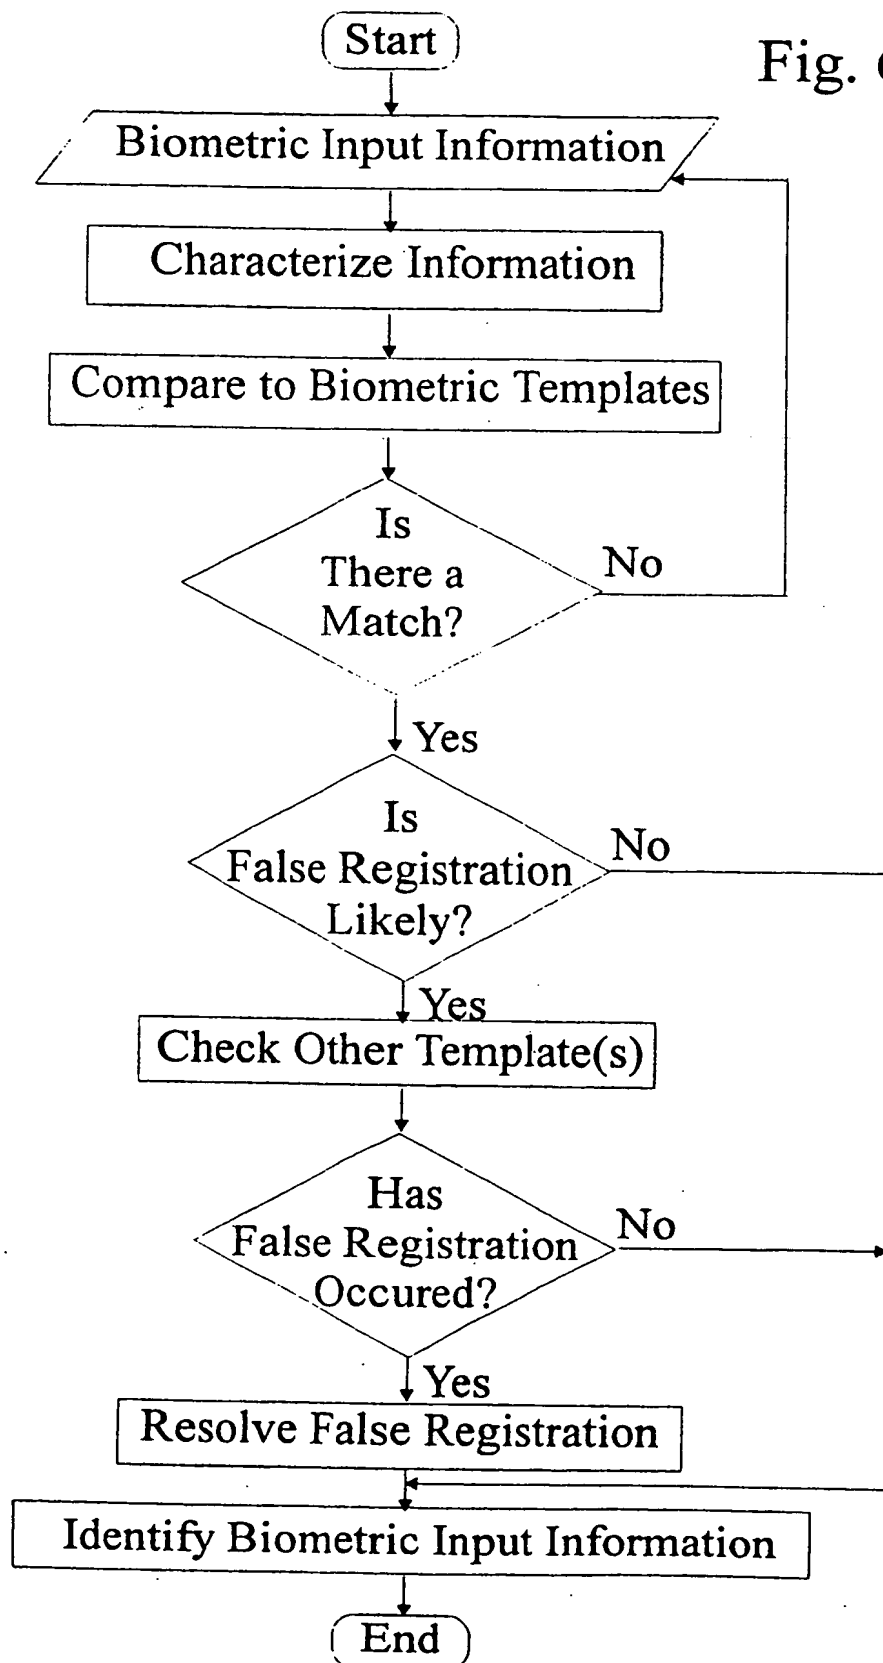 Start
Fig. 6
Biometric Input Information
Characterize Information
Compare to Biometric Templates
Is
There a
Match?
No
Yes
Is
False Registration
Likely?
No
Yes
Check Other Template(s)
Has
False Registration
Occured?
No
Yes
Resolve False Registration
Identify Biometric Input Information
End